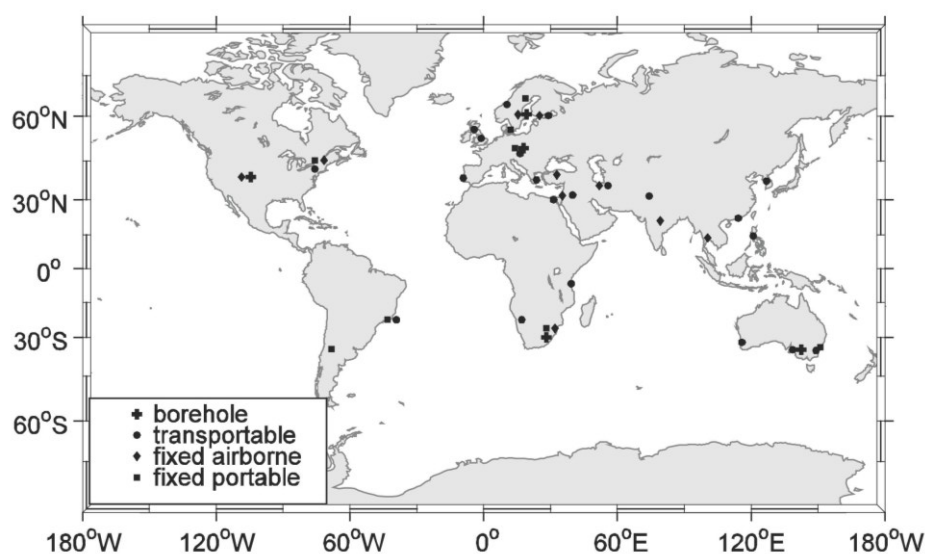 60°N
30°N
0°
30°S
60°S
borehole
transportable
fixed airborne
fixed portable
180°W 120°W 60°W 0° 60°E 120°E 180°W